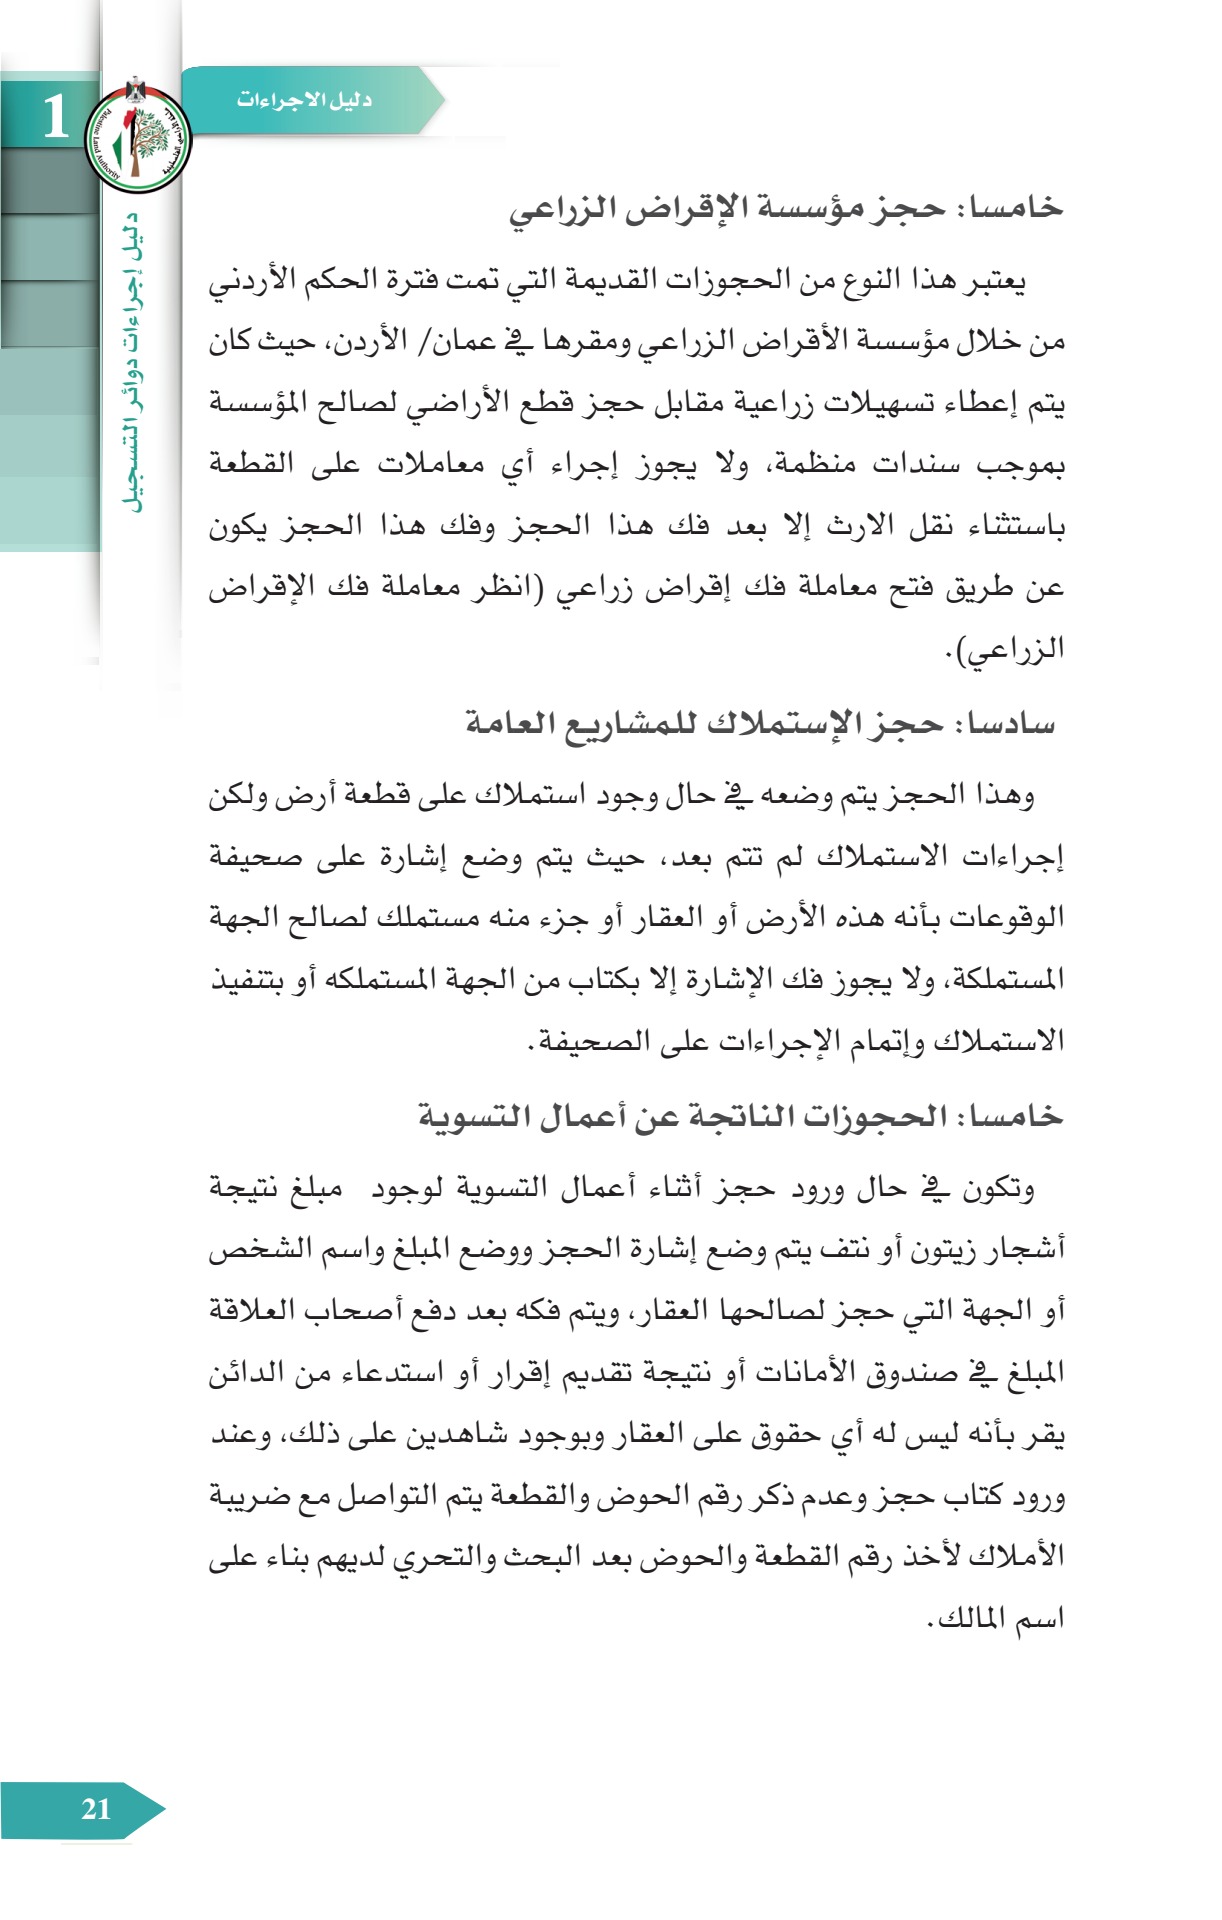 دليل الاجراءات
1
Palestine Land Authority
دليل إجراءات دوائر التسجيل
خامسا: حجز مؤسسة الإقراض الزراعي
يعتبر هذا النوع من الحجوزات القديمة التي تمت فترة الحكم الأردني
من خلال مؤسسة الأقراض الزراعي ومقرها في عمان/ الأردن، حيث كان
يتم إعطاء تسهيلات زراعية مقابل حجز قطع الأراضي لصالح المؤسسة
بموجب سندات منظمة، ولا يجوز إجراء أي معاملات على القطعة
باستثناء نقل الارث إلا بعد فك هذا الحجز وفك هذا الحجز يكون
عن طريق فتح معاملة فك إقراض زراعي (انظر معاملة فك الإقراض
الزراعي).
سادسا: حجز الإستملاك للمشاريع العامة
وهذا الحجز يتم وضعه في حال وجود استملاك على قطعة أرض ولكن
إجراءات الاستملاك لم تتم بعد، حيث يتم وضع إشارة على صحيفة
الوقوعات بأنه هذه الأرض أو العقار أو جزء منه مستملك لصالح الجهة
المستملكة، ولا يجوز فك الإشارة إلا بكتاب من الجهة المستملكه أو بتنفيذ
الاستملاك وإتمام الإجراءات على الصحيفة.
خامسا: الحجوزات الناتجة عن أعمال التسوية
وتكون في حال ورود حجز أثناء أعمال التسوية لوجود مبلغ نتيجة
أشجار زيتون أو نتف يتم وضع إشارة الحجز ووضع المبلغ واسم الشخص
أو الجهة التي حجز لصالحها العقار، ويتم فكه بعد دفع أصحاب العلاقة
المبلغ في صندوق الأمانات أو نتيجة تقديم إقرار أو استدعاء من الدائن
يقر بأنه ليس له أي حقوق على العقار وبوجود شاهدين على ذلك، وعند
ورود كتاب حجز وعدم ذكر رقم الحوض والقطعة يتم التواصل مع ضريبة
الأملاك لأخذ رقم القطعة والحوض بعد البحث والتحري لديهم بناء على
اسم المالك.
21